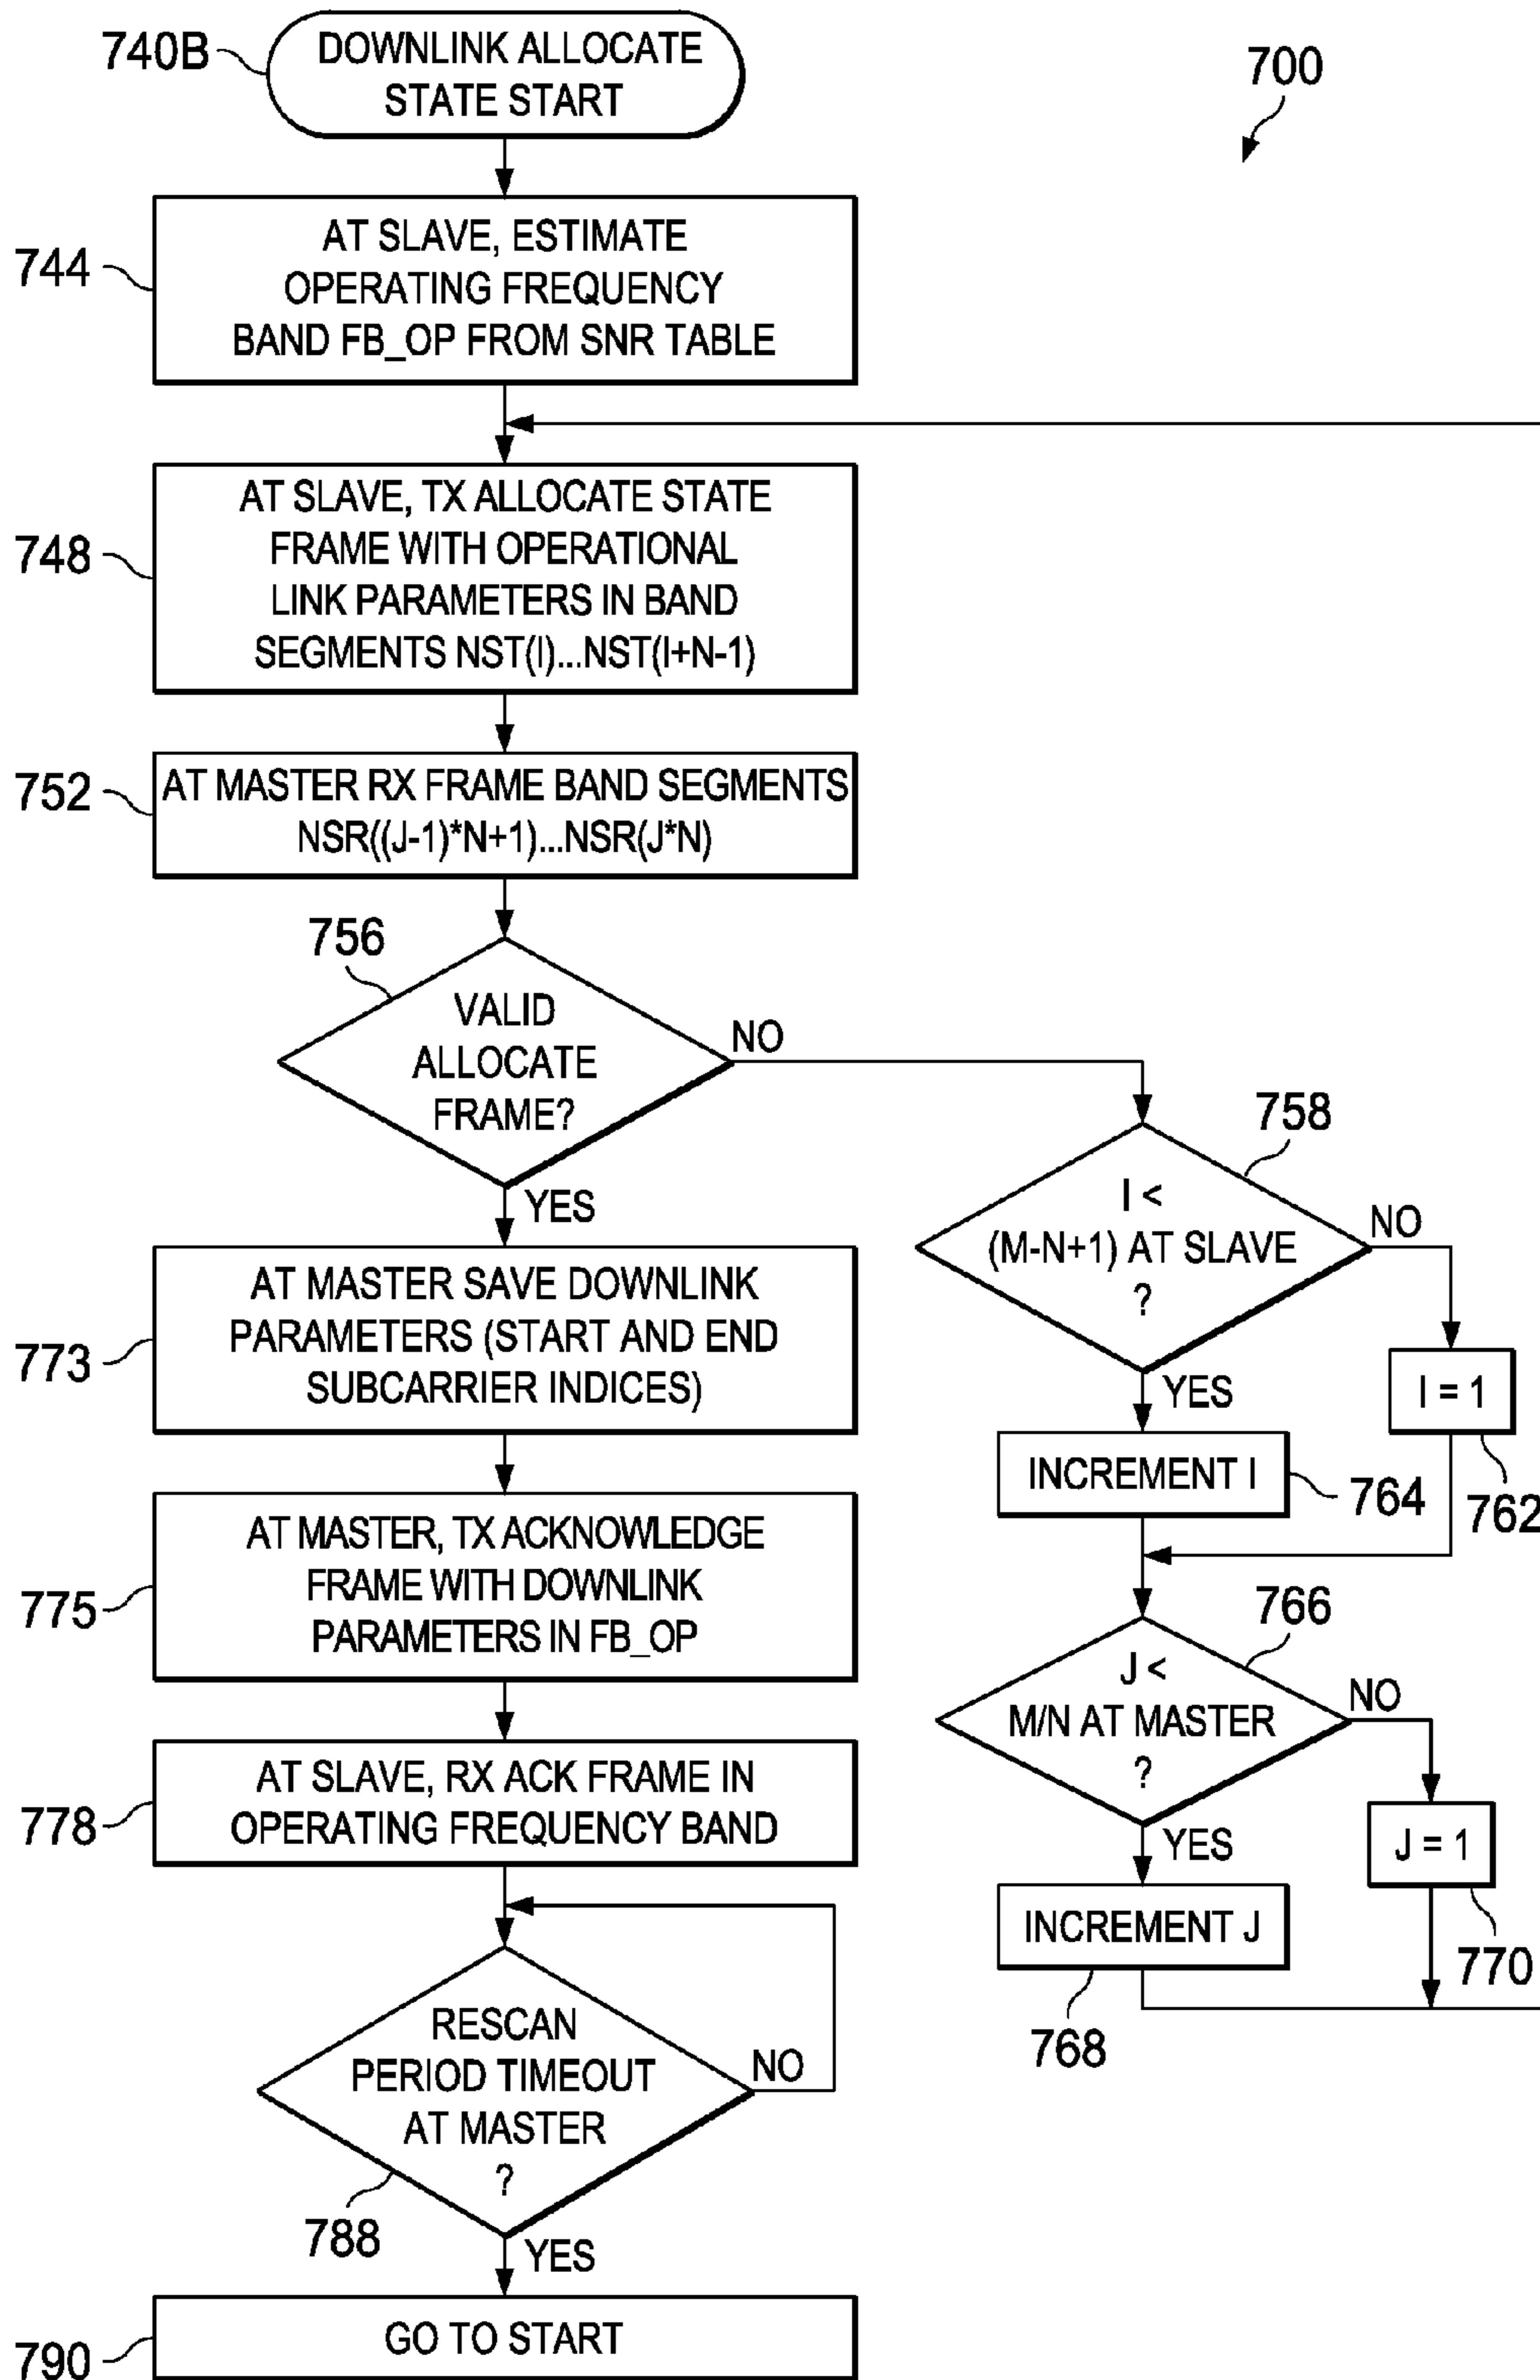 740B
DOWNLINK ALLOCATE
STATE START
700
744
AT SLAVE, ESTIMATE
OPERATING FREQUENCY
BAND FB_OP FROM SNR TABLE
748
AT SLAVE, TX ALLOCATE STATE
FRAME WITH OPERATIONAL
LINK PARAMETERS IN BAND
SEGMENTS NST(I)...NST(I+N-1)
752
AT MASTER RX FRAME BAND SEGMENTS
NSR((J-1)*N+1)...NSR(J*N)
756
VALID
ALLOCATE
FRAME?
NO
YES
758
I <
(M-N+1) AT SLAVE
?
NO
YES
I = 1
762
INCREMENT I
764
766
J <
M/N AT MASTER
?
NO
YES
J = 1
770
INCREMENT J
768
773
AT MASTER SAVE DOWNLINK
PARAMETERS (START AND END
SUBCARRIER INDICES)
775
AT MASTER, TX ACKNOWLEDGE
FRAME WITH DOWNLINK
PARAMETERS IN FB_OP
778
AT SLAVE, RX ACK FRAME IN
OPERATING FREQUENCY BAND
RESCAN
PERIOD TIMEOUT
AT MASTER
?
NO
788
YES
790
GO TO START